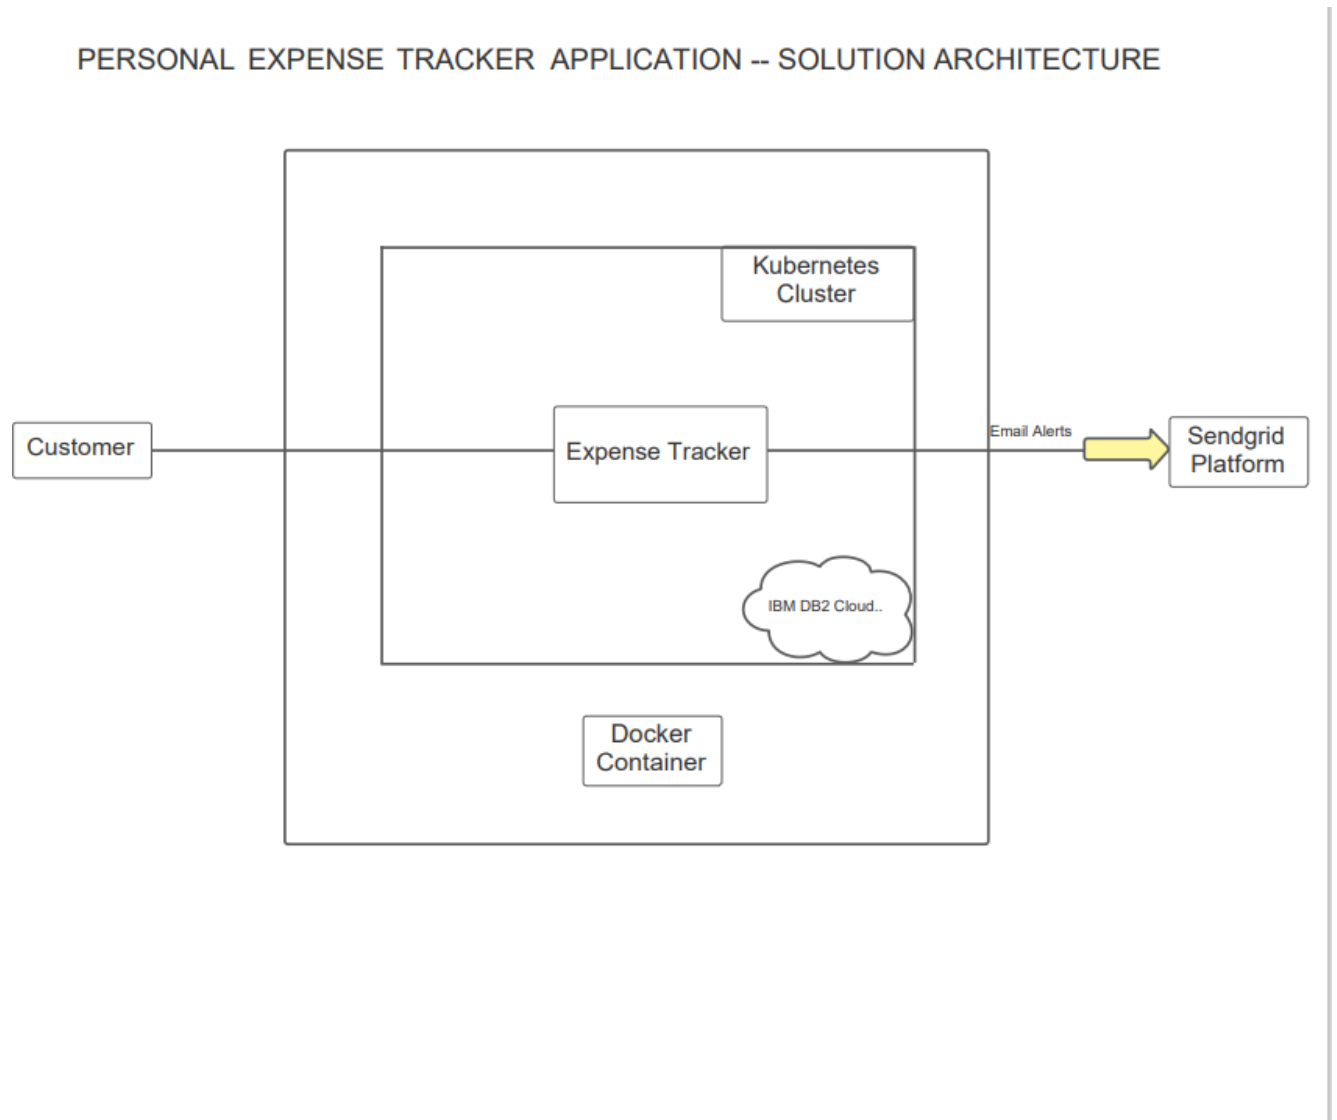 PERSONAL EXPENSE TRACKER APPLICATION -- SOLUTION ARCHITECTURE
Kubernetes
Cluster
Customer
Expense Tracker
Email Alerts
Sendgrid
Platform
IBM DB2 Cloud..
Docker
Container